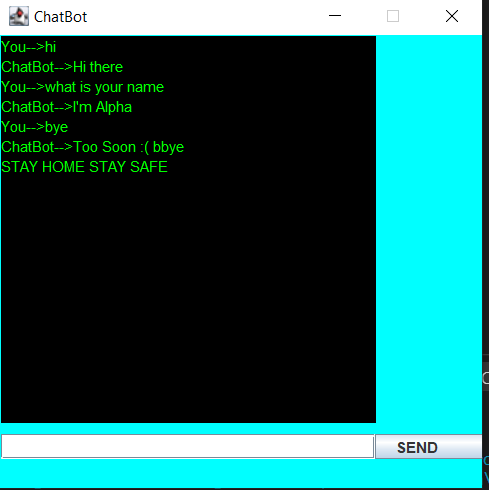 ChatBot
You-->hi
ChatBot-->Hi there
You-->what is your name
ChatBot-->I'm Alpha
You-->bye
ChatBot-->Too Soon :( bbye
STAY HOME STAY SAFE
SEND